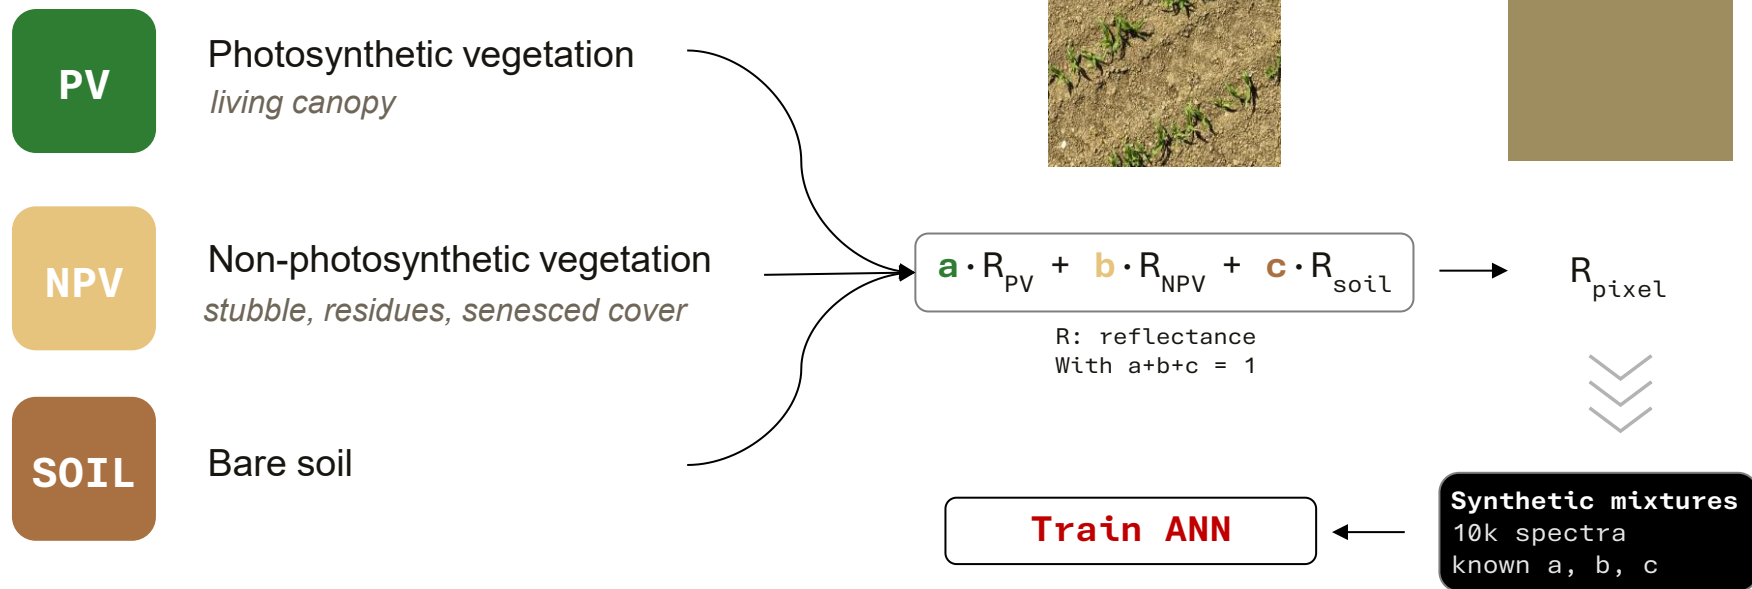 PV
Photosynthetic vegetation
living canopy
NPV
Non-photosynthetic vegetation
stubble, residues, senesced cover
SOIL
Bare soil
a·R_PV + b·R_NPV + c·R_soil
R: reflectance
With a+b+c = 1
R_pixel
Synthetic mixtures
10k spectra
known a, b, c
Train ANN